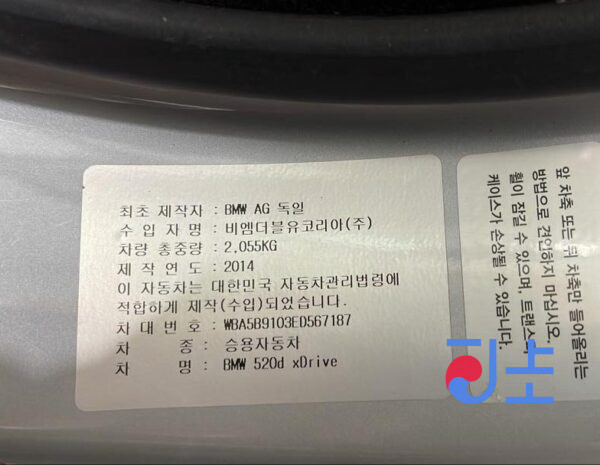 최초 제작자 : BMW AG 독일
수 입 자 명 : 비엠더블유코리아(주)
차량 총중량 : 2,055KG
제 작 연 도 : 2014
이 자동차는 대한민국 자동차관리법령에
적합하게 제작(수입)되었습니다.
차 대 번 호 : WBA5B9103ED567187
차 종 : 승용자동차
차 명 : BMW 520d xDrive
앞 차축 또는 뒤 차축만 들어올리는
방법으로 견인하지 마십시오.
휠이 잠길 수 있으며, 트랜스퍼
케이스가 손상될 수 있습니다.